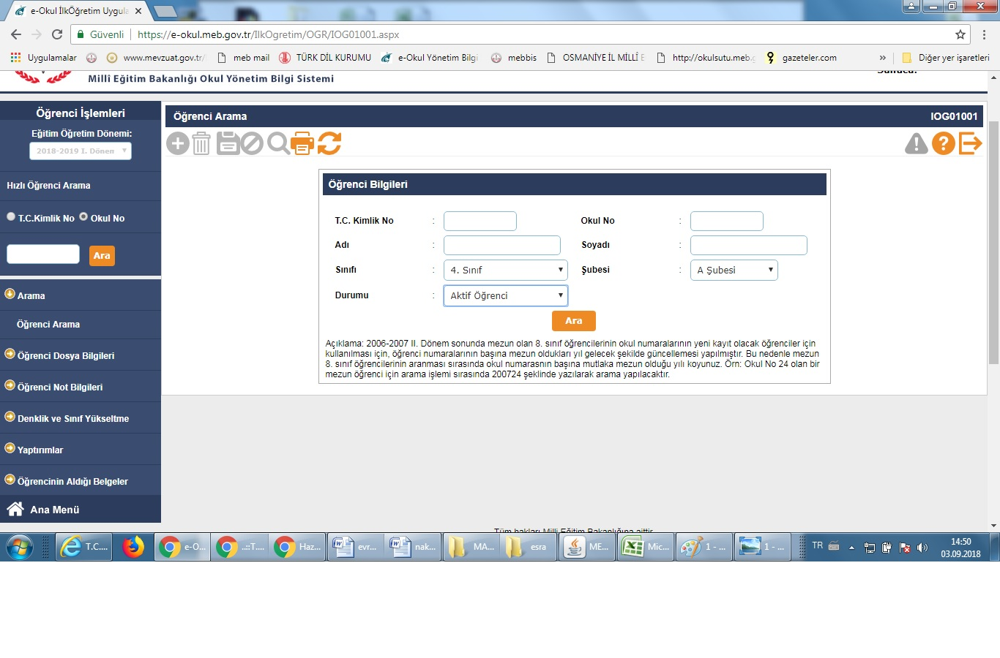 e-Okul İlkÖğretim Uygula
Güvenli
https://e-okul.meb.gov.tr/IlkOgretim/OGR/IOG01001.aspx
Uygulamalar
www.mevzuat.gov.tr/
meb mail
TÜRK DİL KURUMU
e-Okul Yönetim Bilgi
mebbis
OSMANİYE İL MİLLÎ E
http://okulsutu.meb.g
gazeteler.com
»
Diğer yer işaretleri
Millî Eğitim Bakanlığı Okul Yönetim Bilgi Sistemi
Öğrenci İşlemleri
Eğitim Öğretim Dönemi:
2018-2019 I. Dönen
Hızlı Öğrenci Arama
T.C.Kimlik No Okul No
Ara
Arama
Öğrenci Arama
Öğrenci Dosya Bilgileri
Öğrenci Not Bilgileri
Denklik ve Sınıf Yükseltme
Yaptırımlar
Öğrencinin Aldığı Belgeler
Ana Menü
Öğrenci Arama
IOG01001
Öğrenci Bilgileri
T.C. Kimlik No :
Okul No :
Adı :
Soyadı :
Sınıfı : 4. Sınıf
Şubesi : A Şubesi
Durumu : Aktif Öğrenci
Ara
Açıklama: 2006-2007 II. Dönem sonunda mezun olan 8. sınıf öğrencilerinin okul numaralarının yeni kayıt olacak öğrenciler için
kullanılması için, öğrenci numaralarının başına mezun oldukları yıl gelecek şekilde güncellemesi yapılmıştır. Bu nedenle mezun
8. sınıf öğrencilerinin aranması sırasında okul numarasnın başına mutlaka mezun olduğu yılı koyunuz. Örn: Okul No 24 olan bir
mezun öğrenci için arama işlemi sırasında 200724 şeklinde yazılarak arama yapılacaktır.
Tüm hakları Milli Eğitim Bakanlığına aittir
T.C....
e-O...
..::T....
Haz...
evr...
nak...
MA...
esra
ME...
Mic...
1 - ...
1 - ...
TR
14:50
03.09.2018